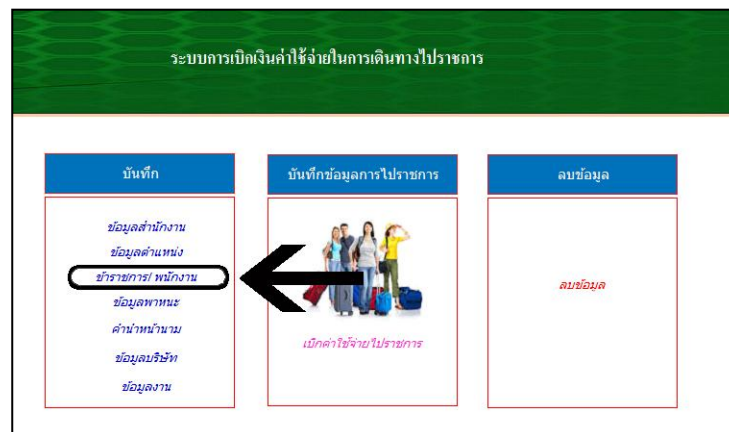 ระบบการเบิกเงินค่าใช้จ่ายในการเดินทางไปราชการ
บันทึก
ข้อมูลสำนักงาน
ข้อมูลตำแหน่ง
ข้าราชการ/ พนักงาน
ข้อมูลพาหนะ
คำนำหน้านาม
ข้อมูลบริษัท
ข้อมูลงาน
บันทึกข้อมูลการไปราชการ
เบิกค่าใช้จ่ายไปราชการ
ลบข้อมูล
ลบข้อมูล